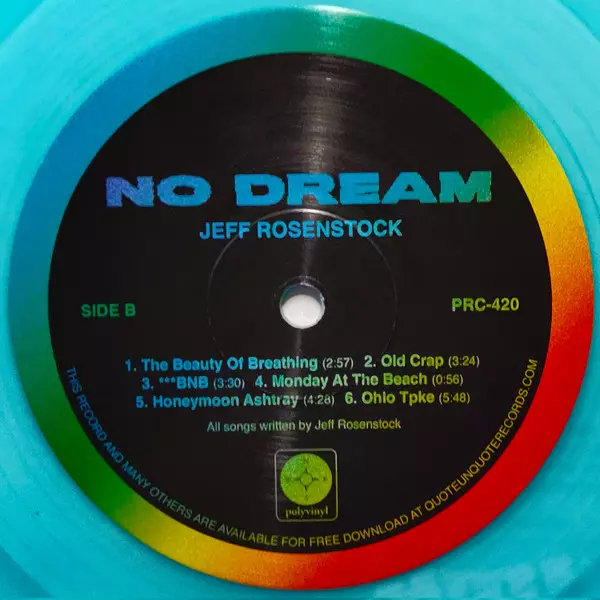 NO DREAM
JEFF ROSENSTOCK
SIDE B
PRC-420
1. The Beauty Of Breathing (2:57) 2. Old Crap (3:24)
3. ***BNB (3:30) 4. Monday At The Beach (0:56)
5. Honeymoon Ashtray (4:28) 6. Ohio Tpke (5:48)
All songs written by Jeff Rosenstock
polyvinyl
THIS RECORD AND MANY OTHERS ARE AVAILABLE FOR FREE DOWNLOAD AT QUOTEUNQUOTERECORDS.COM